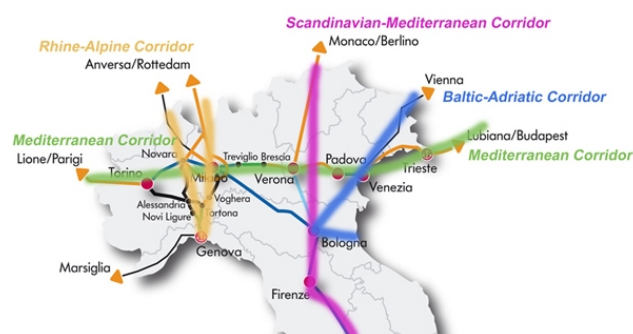 Scandinavian-Mediterranean Corridor
Rhine-Alpine Corridor
Monaco/Berlino
Anversa/Rottedam
Vienna
Baltic-Adriatic Corridor
Mediterranean Corridor
Lubiana/Budapest
Novara
Milano
Treviglio Brescia
Padova
Mediterranean Corridor
Lione/Parigi
Torino
Verona
Trieste
Venezia
Alessandria
Voghera
Novi Ligure
Tortona
Bologna
Genova
Marsiglia
Firenze